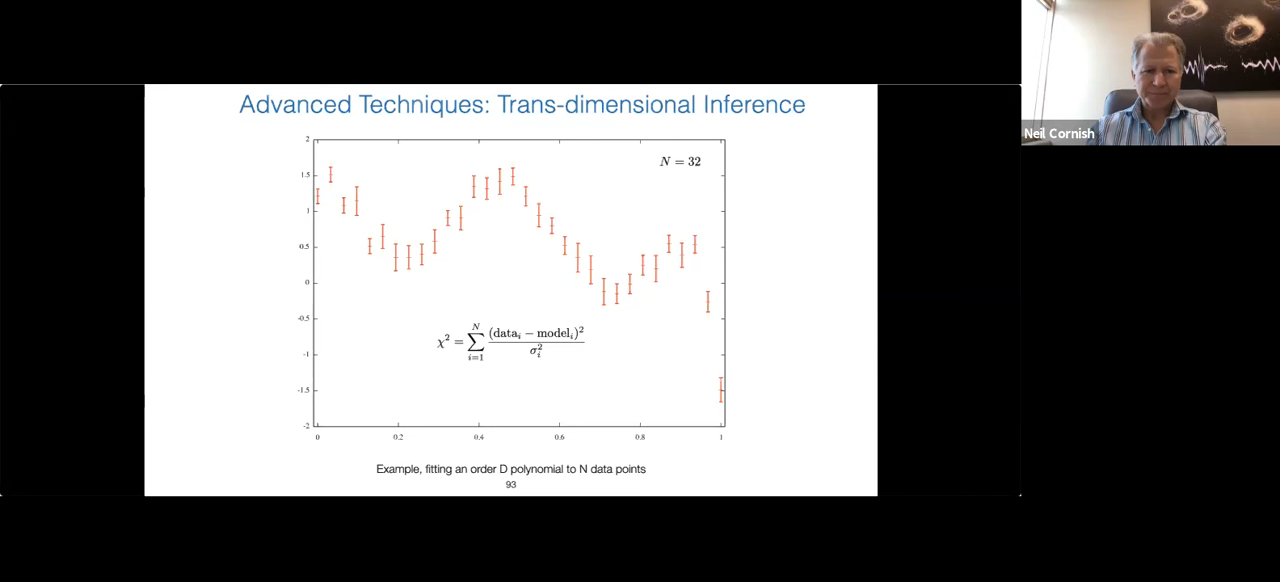 Advanced Techniques: Trans-dimensional Inference
2
1.5
1
0.5
0
-0.5
-1
-1.5
-2
N = 32
χ² = ∑_{i=1}^{N} (data_i − model_i)² / σ_i²
0 0.2 0.4 0.6 0.8 1
Example, fitting an order D polynomial to N data points
93
Neil Cornish